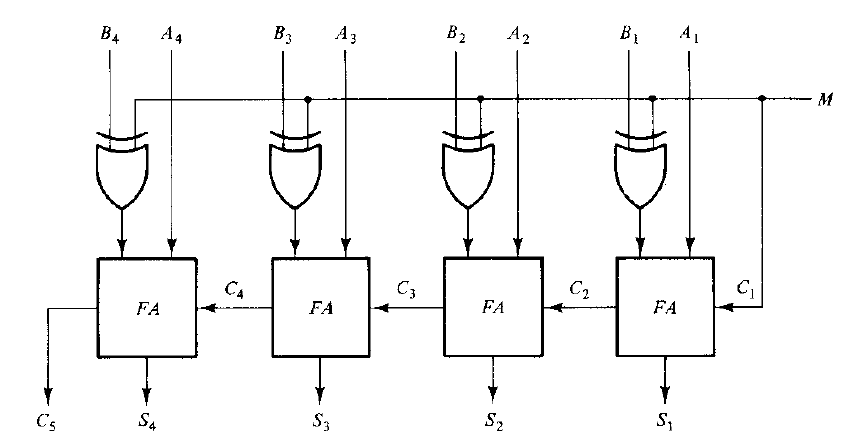 B4 A4 B3 A3 B2 A2 B1 A1
M
C4 C3 C2 C1
FA FA FA FA
C5 S4 S3 S2 S1